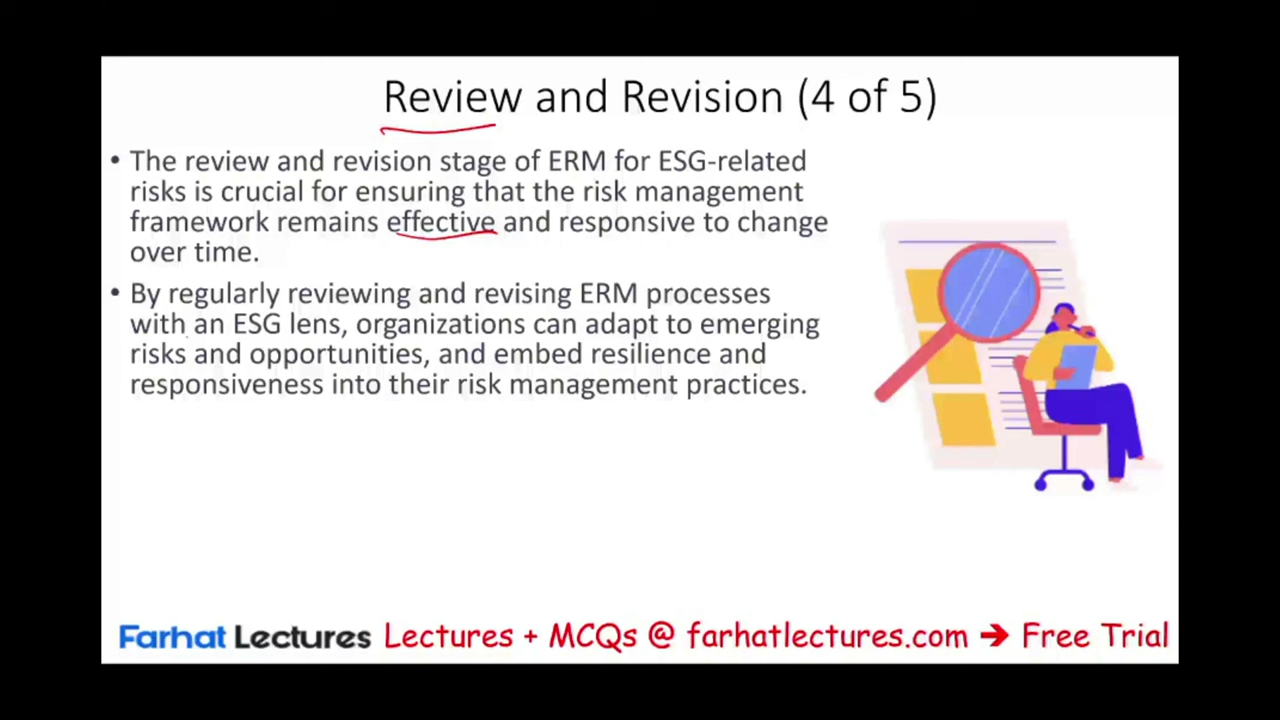 Review and Revision (4 of 5)
• The review and revision stage of ERM for ESG-related
risks is crucial for ensuring that the risk management
framework remains effective and responsive to change
over time.
• By regularly reviewing and revising ERM processes
with an ESG lens, organizations can adapt to emerging
risks and opportunities, and embed resilience and
responsiveness into their risk management practices.
Farhat Lectures Lectures + MCQs @ farhatlectures.com ➔ Free Trial